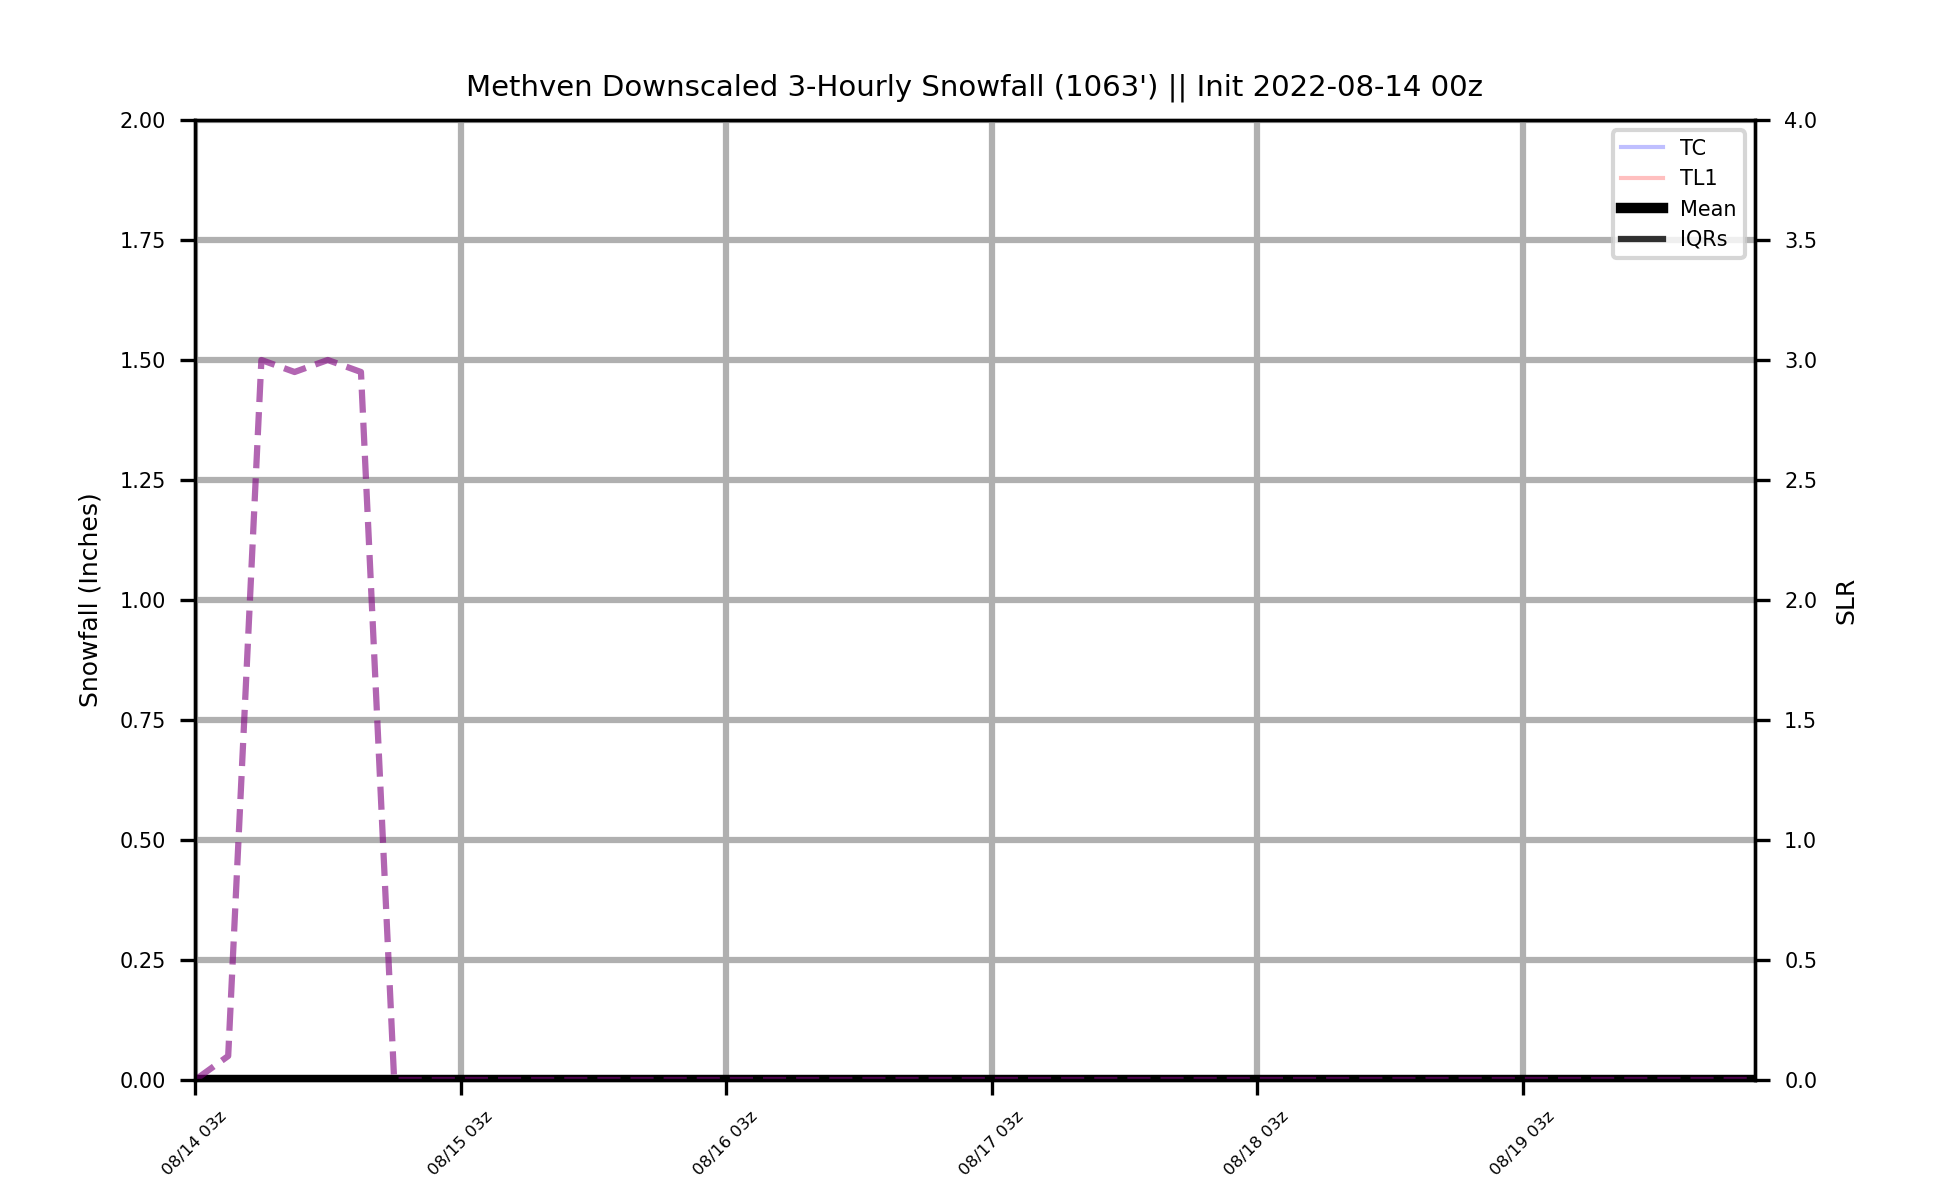 Methven Downscaled 3-Hourly Snowfall (1063') || Init 2022-08-14 00z
2.00
1.75
1.50
1.25
1.00
0.75
0.50
0.25
0.00
Snowfall (Inches)
4.0
3.5
3.0
2.5
2.0
1.5
1.0
0.5
0.0
SLR
TC
TL1
Mean
IQRs
08/14 03z
08/15 03z
08/16 03z
08/17 03z
08/18 03z
08/19 03z